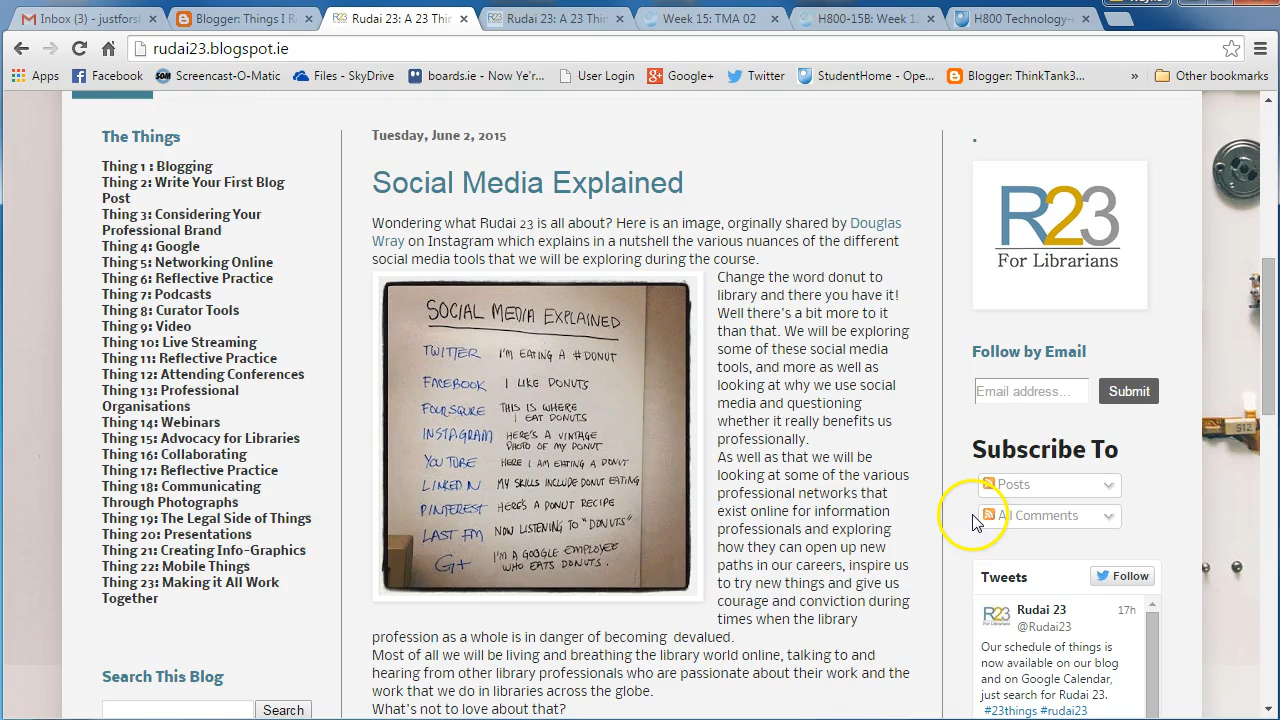 Inbox (3) - justforsl
Blogger: Things I R
Rudai 23: A 23 Thin
Rudai 23: A 23 Thin
Week 15: TMA 02
H800-15B: Week 12
H800 Technology-e
rudai23.blogspot.ie
Apps
Facebook
SOM Screencast-O-Matic
Files - SkyDrive
boards.ie - Now Ye'r...
User Login
Google+
Twitter
StudentHome - Ope...
Blogger: ThinkTank3...
»
Other bookmarks
The Things
Thing 1 : Blogging
Thing 2: Write Your First Blog
Post
Thing 3: Considering Your
Professional Brand
Thing 4: Google
Thing 5: Networking Online
Thing 6: Reflective Practice
Thing 7: Podcasts
Thing 8: Curator Tools
Thing 9: Video
Thing 10: Live Streaming
Thing 11: Reflective Practice
Thing 12: Attending Conferences
Thing 13: Professional
Organisations
Thing 14: Webinars
Thing 15: Advocacy for Libraries
Thing 16: Collaborating
Thing 17: Reflective Practice
Thing 18: Communicating
Through Photographs
Thing 19: The Legal Side of Things
Thing 20: Presentations
Thing 21: Creating Info-Graphics
Thing 22: Mobile Things
Thing 23: Making it All Work
Together
Search This Blog
Search
Tuesday, June 2, 2015
Social Media Explained
Wondering what Rudai 23 is all about? Here is an image, orginally shared by Douglas
Wray on Instagram which explains in a nutshell the various nuances of the different
social media tools that we will be exploring during the course.
SOCIAL MEDIA EXPLAINED
TWITTER I'M EATING A #DONUT
FACEBOOK I LIKE DONUTS
FOURSQURE THIS IS WHERE
I EAT DONUTS
INSTAGRAM HERE'S A VINTAGE
PHOTO OF MY DONUT
YOU TUBE HERE I AM EATING A DONUT
LINKED IN MY SKILLS INCLUDE DONUT EATING
PINTEREST HERE'S A DONUT RECIPE
LAST FM NOW LISTENING TO "DONUTS"
G+ I'M A GOOGLE EMPLOYEE
WHO EATS DONUTS.
Change the word donut to
library and there you have it!
Well there's a bit more to it
than that. We will be exploring
some of these social media
tools, and more as well as
looking at why we use social
media and questioning
whether it really benefits us
professionally.
As well as that we will be
looking at some of the various
professional networks that
exist online for information
professionals and exploring
how they can open up new
paths in our careers, inspire us
to try new things and give us
courage and conviction during
times when the library
profession as a whole is in danger of becoming devalued.
Most of all we will be living and breathing the library world online, talking to and
hearing from other library professionals who are passionate about their work and the
work that we do in libraries across the globe.
What's not to love about that?
.
R23
For Librarians
Follow by Email
Email address...
Submit
Subscribe To
Posts
All Comments
Tweets
Follow
R23
Rudai 23
17h
@Rudai23
Our schedule of things is
now available on our blog
and on Google Calendar,
just search for Rudai 23.
#23things #rudai23
S12